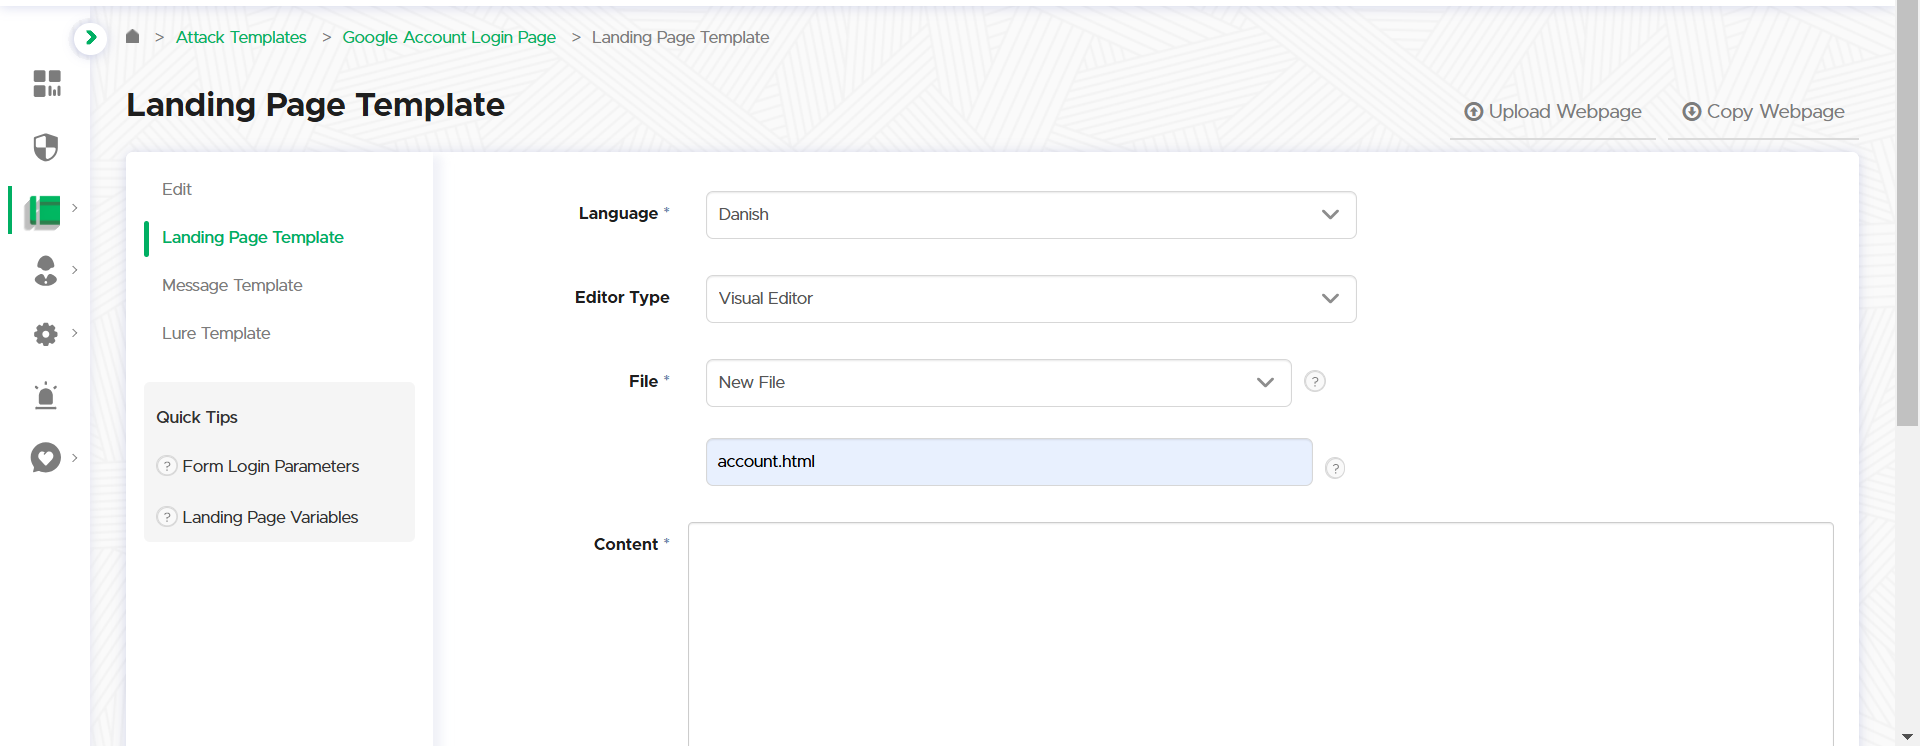 > Attack Templates > Google Account Login Page > Landing Page Template
Landing Page Template
Upload Webpage Copy Webpage
Edit
Landing Page Template
Message Template
Lure Template
Quick Tips
? Form Login Parameters
? Landing Page Variables
Language * Danish
Editor Type Visual Editor
File * New File ?
account.html ?
Content *